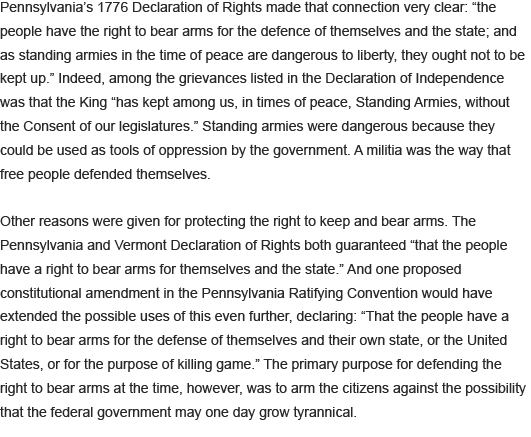 Pennsylvania’s 1776 Declaration of Rights made that connection very clear: “the
people have the right to bear arms for the defence of themselves and the state; and
as standing armies in the time of peace are dangerous to liberty, they ought not to be
kept up.” Indeed, among the grievances listed in the Declaration of Independence
was that the King “has kept among us, in times of peace, Standing Armies, without
the Consent of our legislatures.” Standing armies were dangerous because they
could be used as tools of oppression by the government. A militia was the way that
free people defended themselves.
Other reasons were given for protecting the right to keep and bear arms. The
Pennsylvania and Vermont Declaration of Rights both guaranteed “that the people
have a right to bear arms for themselves and the state.” And one proposed
constitutional amendment in the Pennsylvania Ratifying Convention would have
extended the possible uses of this even further, declaring: “That the people have a
right to bear arms for the defense of themselves and their own state, or the United
States, or for the purpose of killing game.” The primary purpose for defending the
right to bear arms at the time, however, was to arm the citizens against the possibility
that the federal government may one day grow tyrannical.